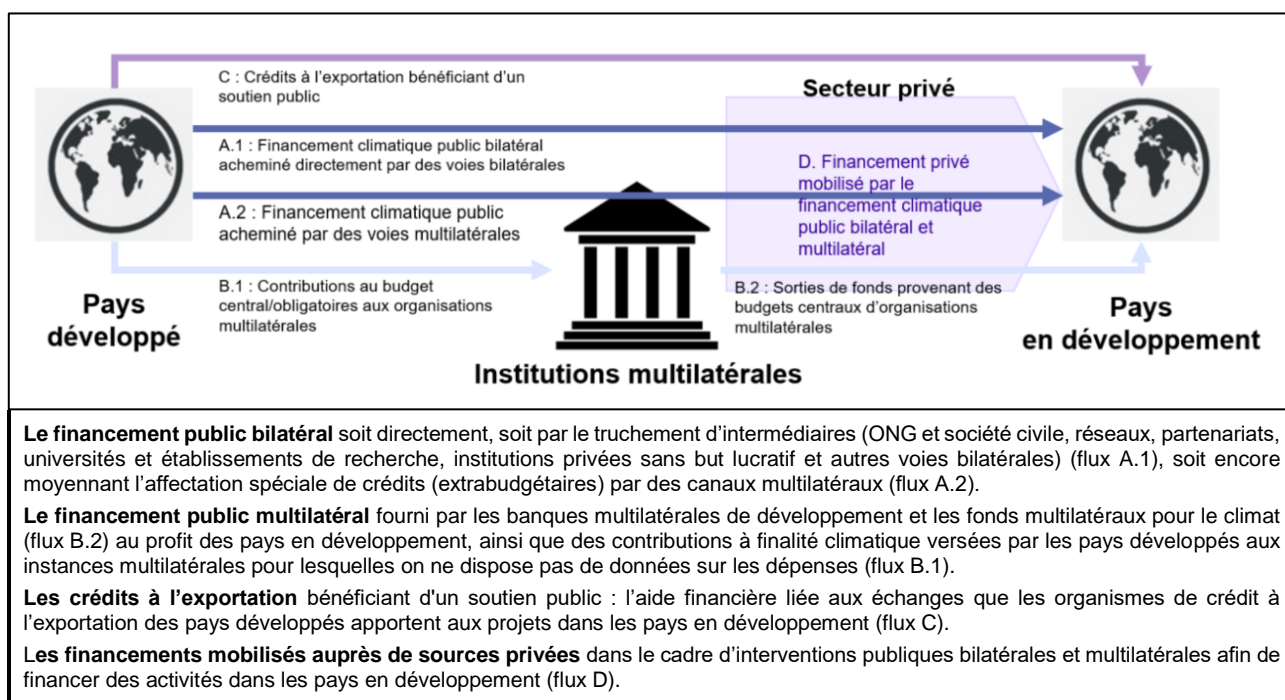 C : Crédits à l’exportation bénéficiant d’un
soutien public
Secteur privé
A.1 : Financement climatique public bilatéral
acheminé directement par des voies bilatérales
D. Financement privé
mobilisé par le
financement climatique
public bilatéral et
multilatéral
A.2 : Financement climatique public
acheminé par des voies multilatérales
B.1 : Contributions au budget
central/obligatoires aux organisations
multilatérales
B.2 : Sorties de fonds provenant des
budgets centraux d’organisations
multilatérales
Pays
développé
Pays
en développement
Institutions multilatérales
Le financement public bilatéral soit directement, soit par le truchement d’intermédiaires (ONG et société civile, réseaux, partenariats,
universités et établissements de recherche, institutions privées sans but lucratif et autres voies bilatérales) (flux A.1), soit encore
moyennant l’affectation spéciale de crédits (extrabudgétaires) par des canaux multilatéraux (flux A.2).
Le financement public multilatéral fourni par les banques multilatérales de développement et les fonds multilatéraux pour le climat
(flux B.2) au profit des pays en développement, ainsi que des contributions à finalité climatique versées par les pays développés aux
instances multilatérales pour lesquelles on ne dispose pas de données sur les dépenses (flux B.1).
Les crédits à l’exportation bénéficiant d'un soutien public : l’aide financière liée aux échanges que les organismes de crédit à
l’exportation des pays développés apportent aux projets dans les pays en développement (flux C).
Les financements mobilisés auprès de sources privées dans le cadre d’interventions publiques bilatérales et multilatérales afin de
financer des activités dans les pays en développement (flux D).